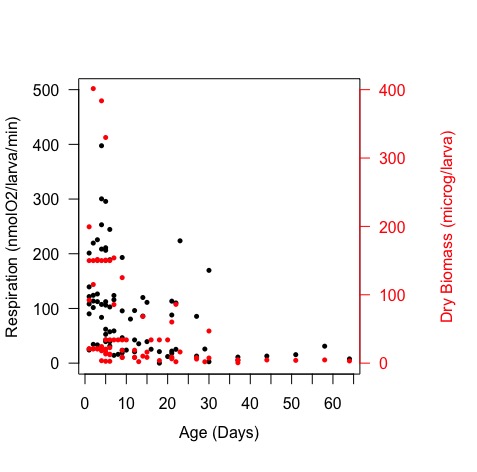 500
400
300
200
100
0
Respiration (nmolO2/larva/min)
0 10 20 30 40 50 60
Age (Days)
400
300
200
100
0
Dry Biomass (microg/larva)